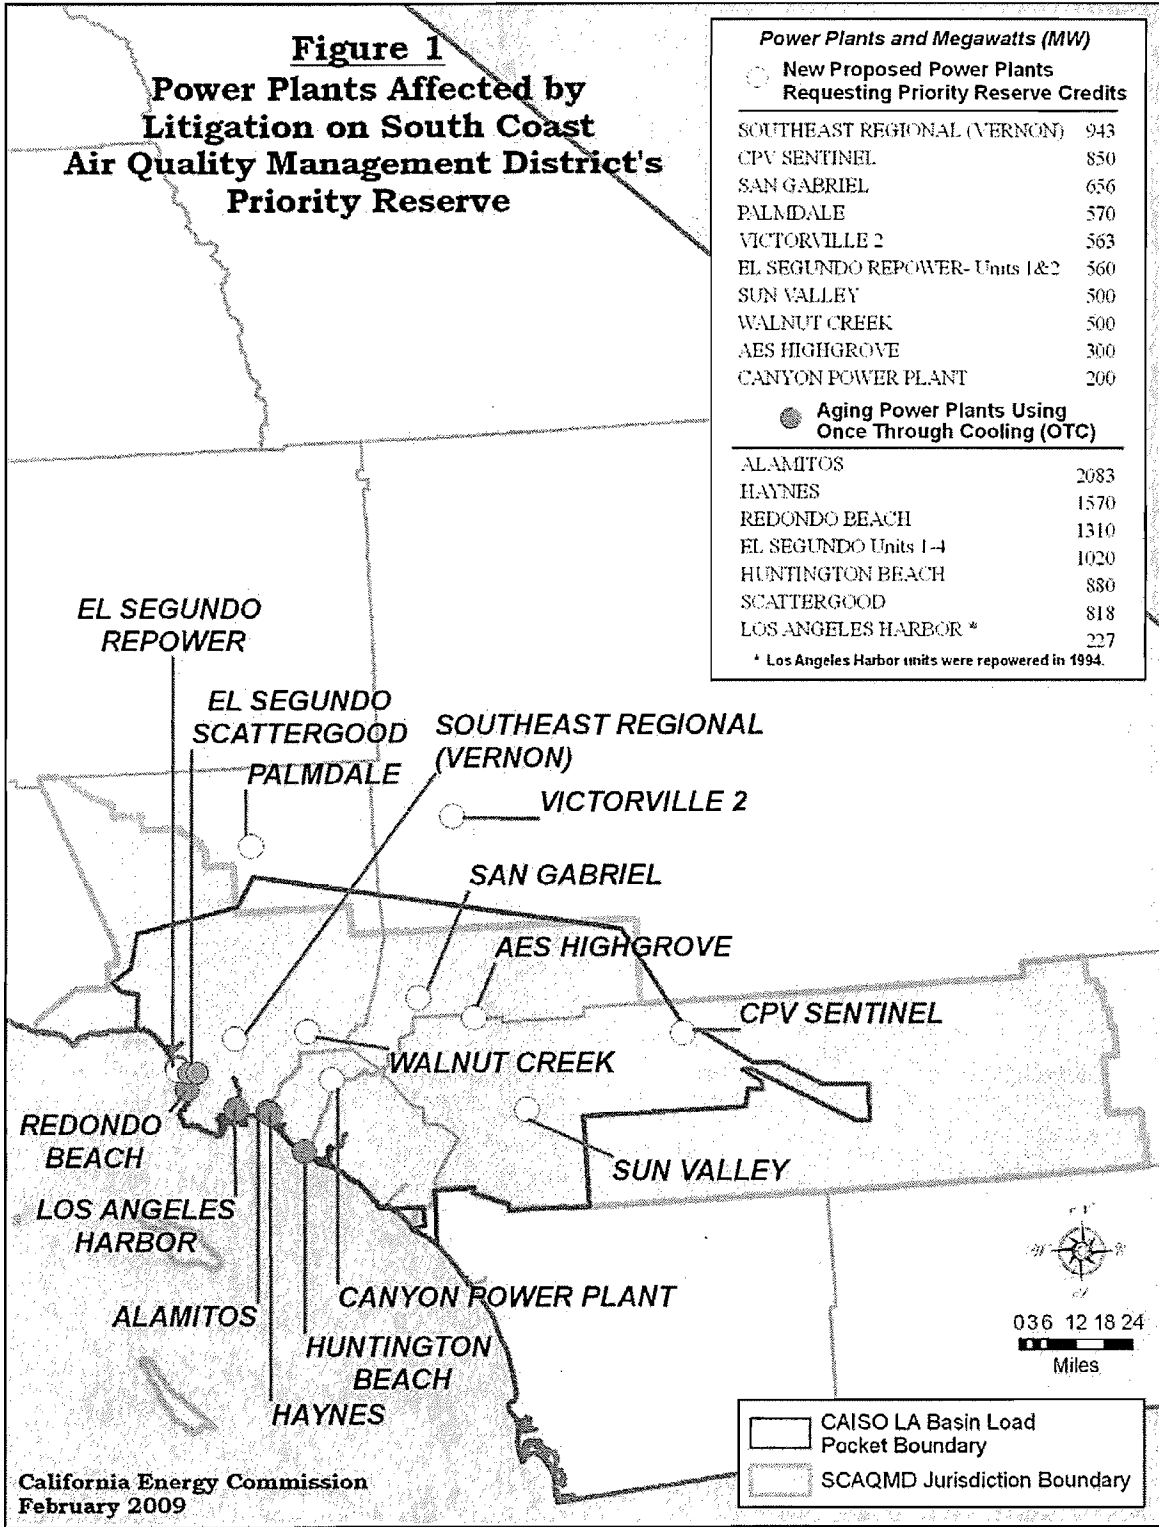 Figure 1
Power Plants Affected by
Litigation on South Coast
Air Quality Management District's
Priority Reserve
Power Plants and Megawatts (MW)
New Proposed Power Plants
Requesting Priority Reserve Credits
SOUTHEAST REGIONAL (VERNON) 943
CPV SENTINEL 850
SAN GABRIEL 656
PALMDALE 570
VICTORVILLE 2 563
EL SEGUNDO REPOWER- Units 1&2 560
SUN VALLEY 500
WALNUT CREEK 500
AES HIGHGROVE 300
CANYON POWER PLANT 200
Aging Power Plants Using
Once Through Cooling (OTC)
ALAMITOS 2083
HAYNES 1570
REDONDO BEACH 1310
EL SEGUNDO Units 1-4 1020
HUNTINGTON BEACH 880
SCATTERGOOD 818
LOS ANGELES HARBOR * 227
* Los Angeles Harbor units were repowered in 1994.
EL SEGUNDO
REPOWER
EL SEGUNDO
SCATTERGOOD
PALMDALE
SOUTHEAST REGIONAL
(VERNON)
VICTORVILLE 2
SAN GABRIEL
AES HIGHGROVE
CPV SENTINEL
WALNUT CREEK
REDONDO
BEACH
SUN VALLEY
LOS ANGELES
HARBOR
ALAMITOS
CANYON POWER PLANT
HUNTINGTON
BEACH
HAYNES
036 12 18 24
Miles
CAISO LA Basin Load
Pocket Boundary
SCAQMD Jurisdiction Boundary
California Energy Commission
February 2009